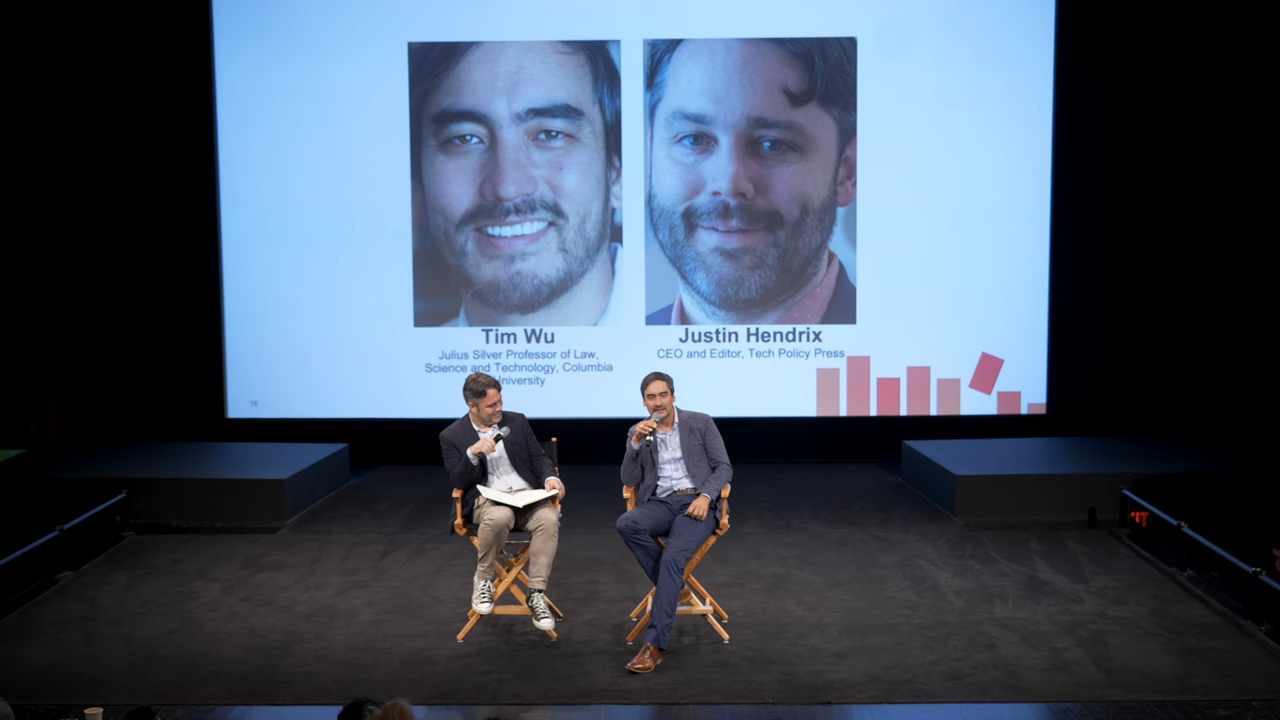 Tim Wu
Julius Silver Professor of Law,
Science and Technology, Columbia
University
Justin Hendrix
CEO and Editor, Tech Policy Press
15